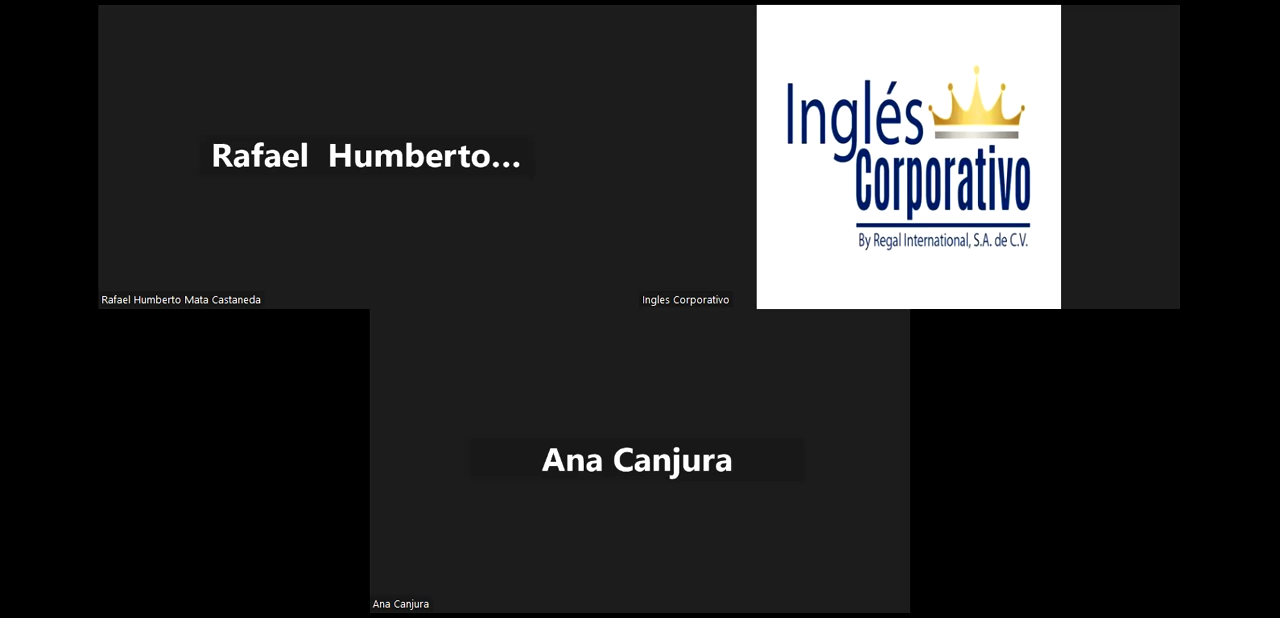 Rafael Humberto...
Rafael Humberto Mata Castaneda
Inglés
Corporativo
By Regal International, S.A. de C.V.
Ingles Corporativo
Ana Canjura
Ana Canjura